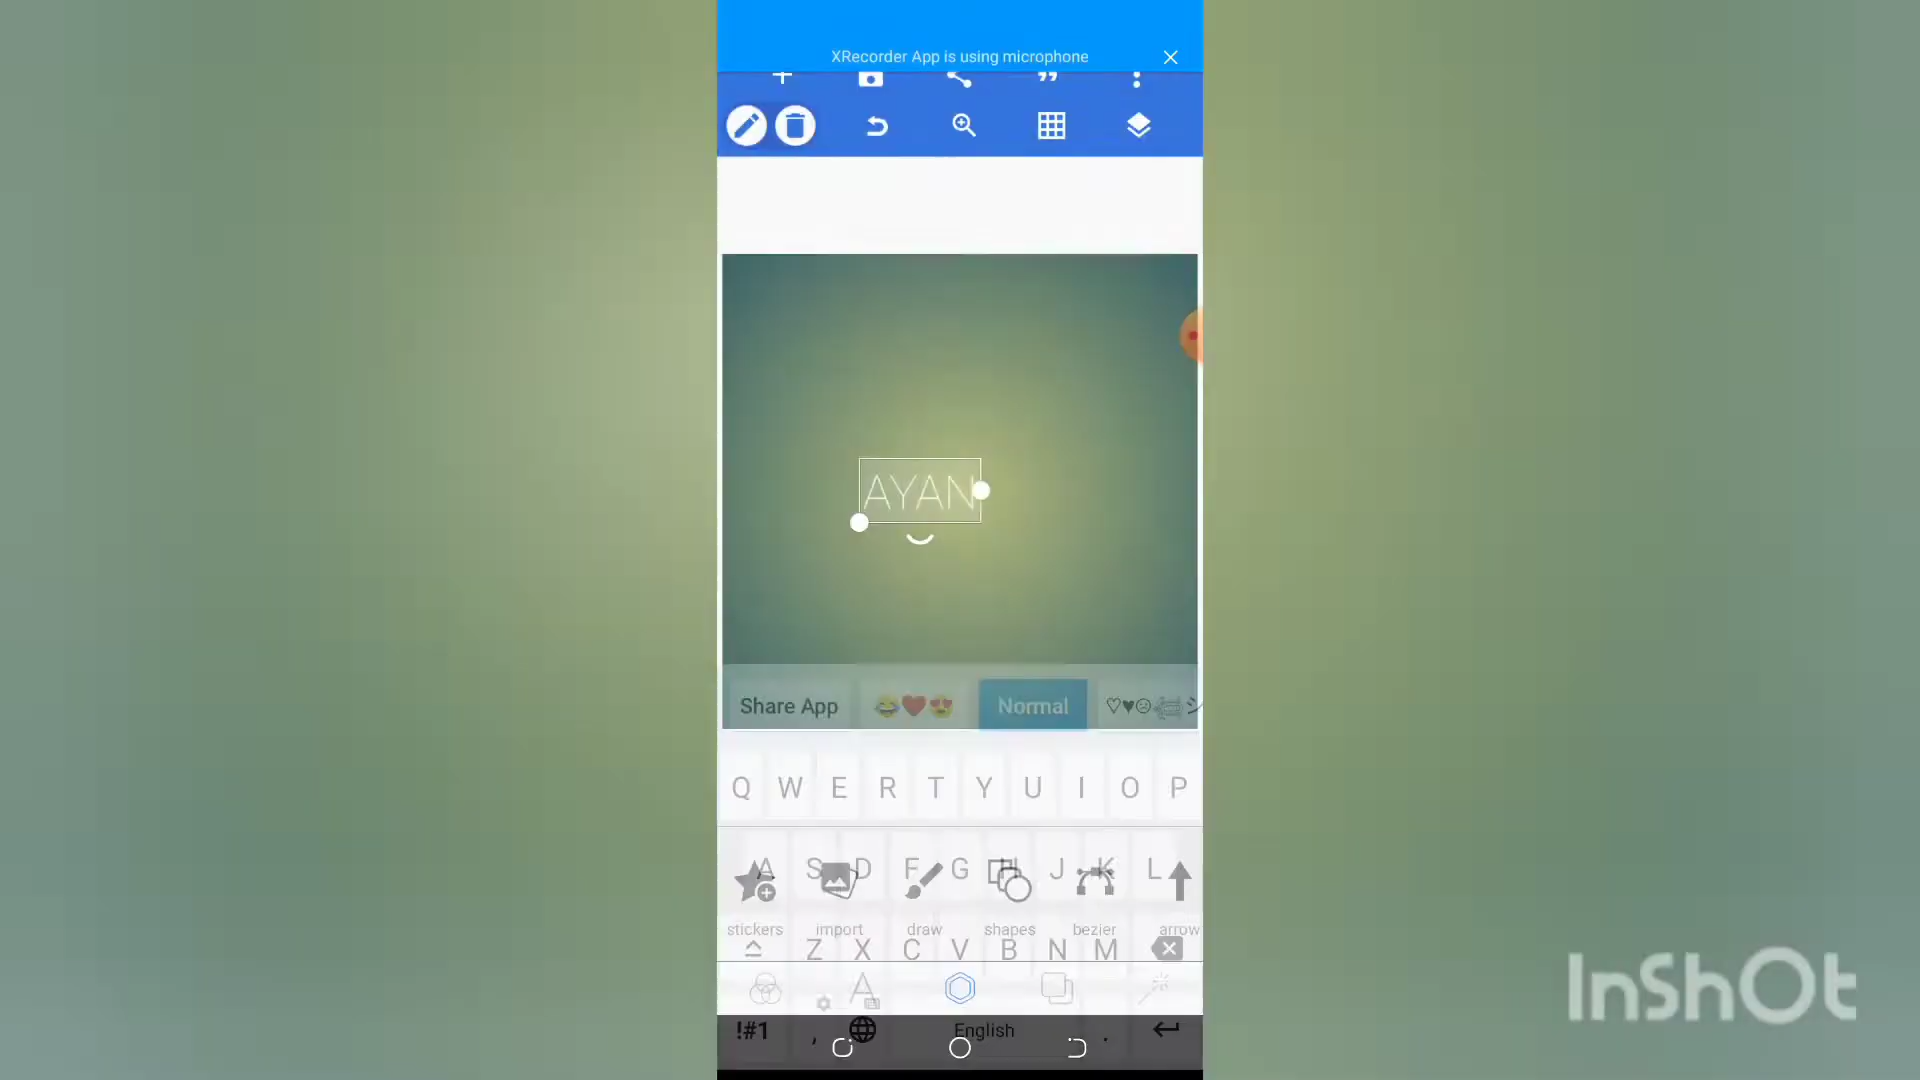 XRecorder App is using microphone
AYAN
Share App 😂❤️😍 Normal ♡♥☹
Q W E R T Y U I O P
A S D F G H J K L
stickers import draw shapes bezier arrow
Z X C V B N M
!#1 , English .
InShOt